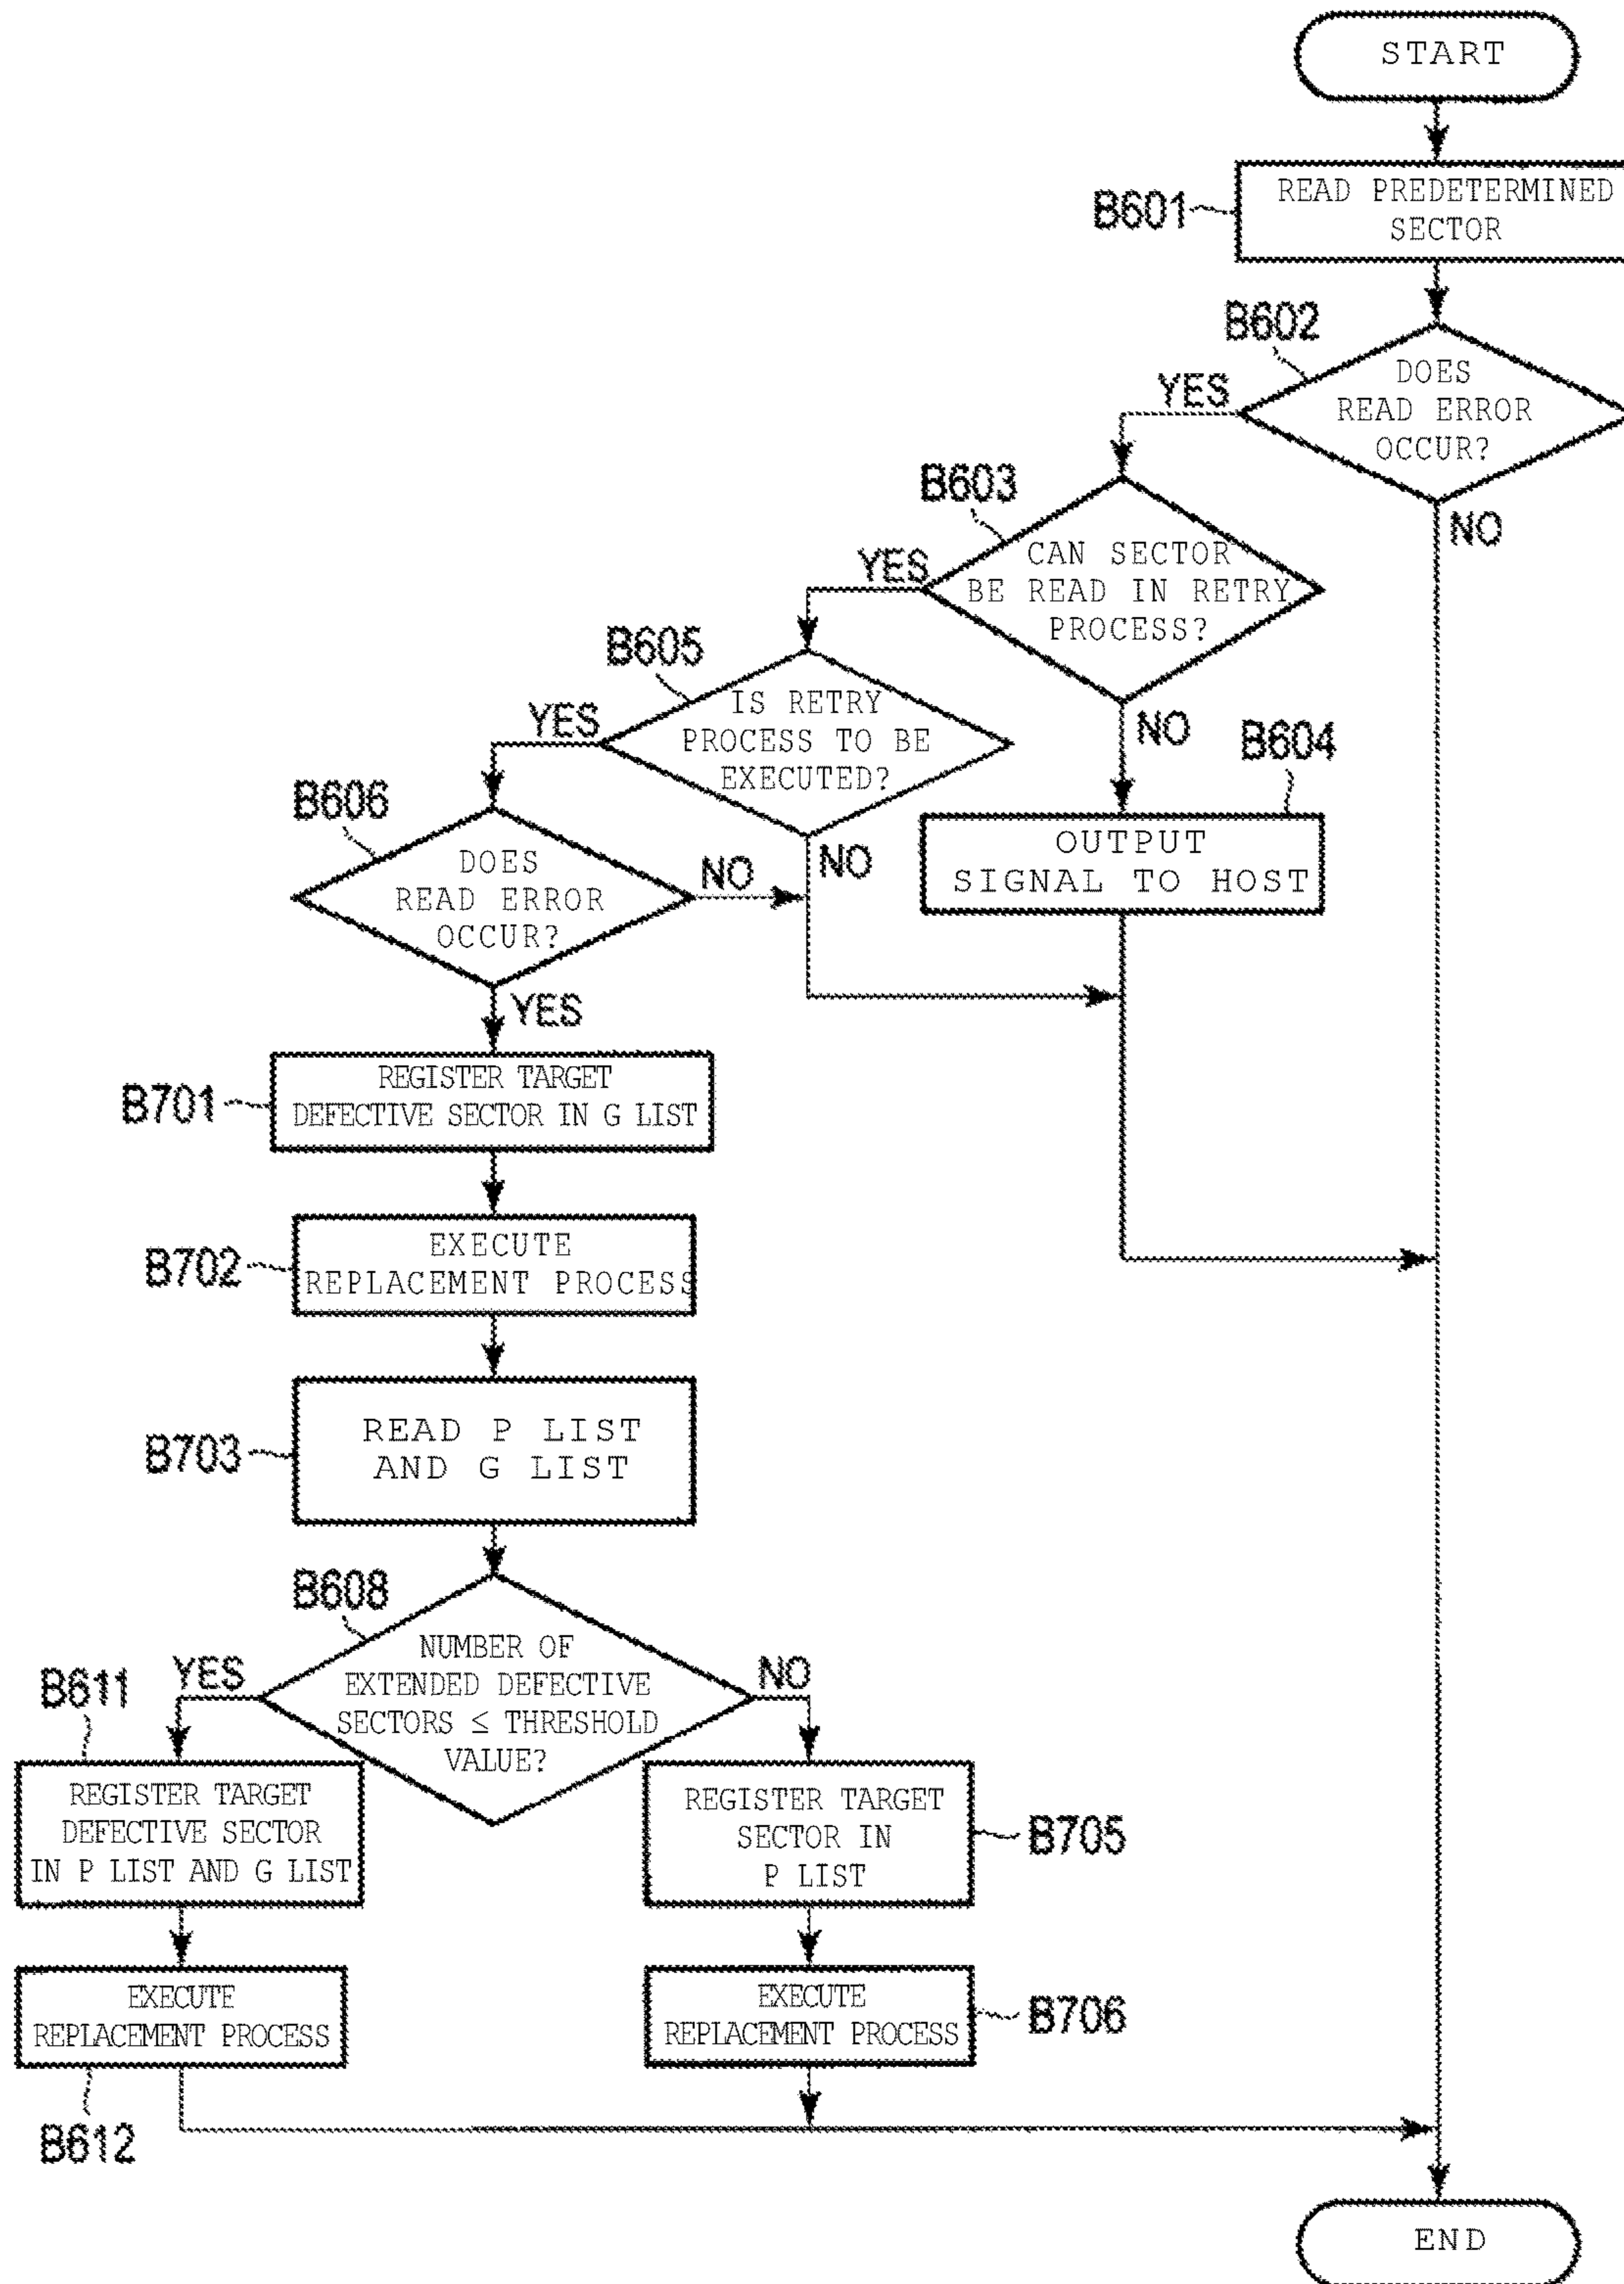 START
B601
READ PREDETERMINED
SECTOR
B602
DOES
READ ERROR
OCCUR?
YES
NO
B603
CAN SECTOR
BE READ IN RETRY
PROCESS?
YES
NO
B605
IS RETRY
PROCESS TO BE
EXECUTED?
YES
NO
B604
OUTPUT
SIGNAL TO HOST
B606
DOES
READ ERROR
OCCUR?
NO
YES
B701
REGISTER TARGET
DEFECTIVE SECTOR IN G LIST
B702
EXECUTE
REPLACEMENT PROCESS
B703
READ P LIST
AND G LIST
B608
NUMBER OF
EXTENDED DEFECTIVE
SECTORS ≤ THRESHOLD
VALUE?
YES
NO
B611
REGISTER TARGET
DEFECTIVE SECTOR
IN P LIST AND G LIST
REGISTER TARGET
SECTOR IN
P LIST
B705
EXECUTE
REPLACEMENT PROCESS
B612
EXECUTE
REPLACEMENT PROCESS
B706
END